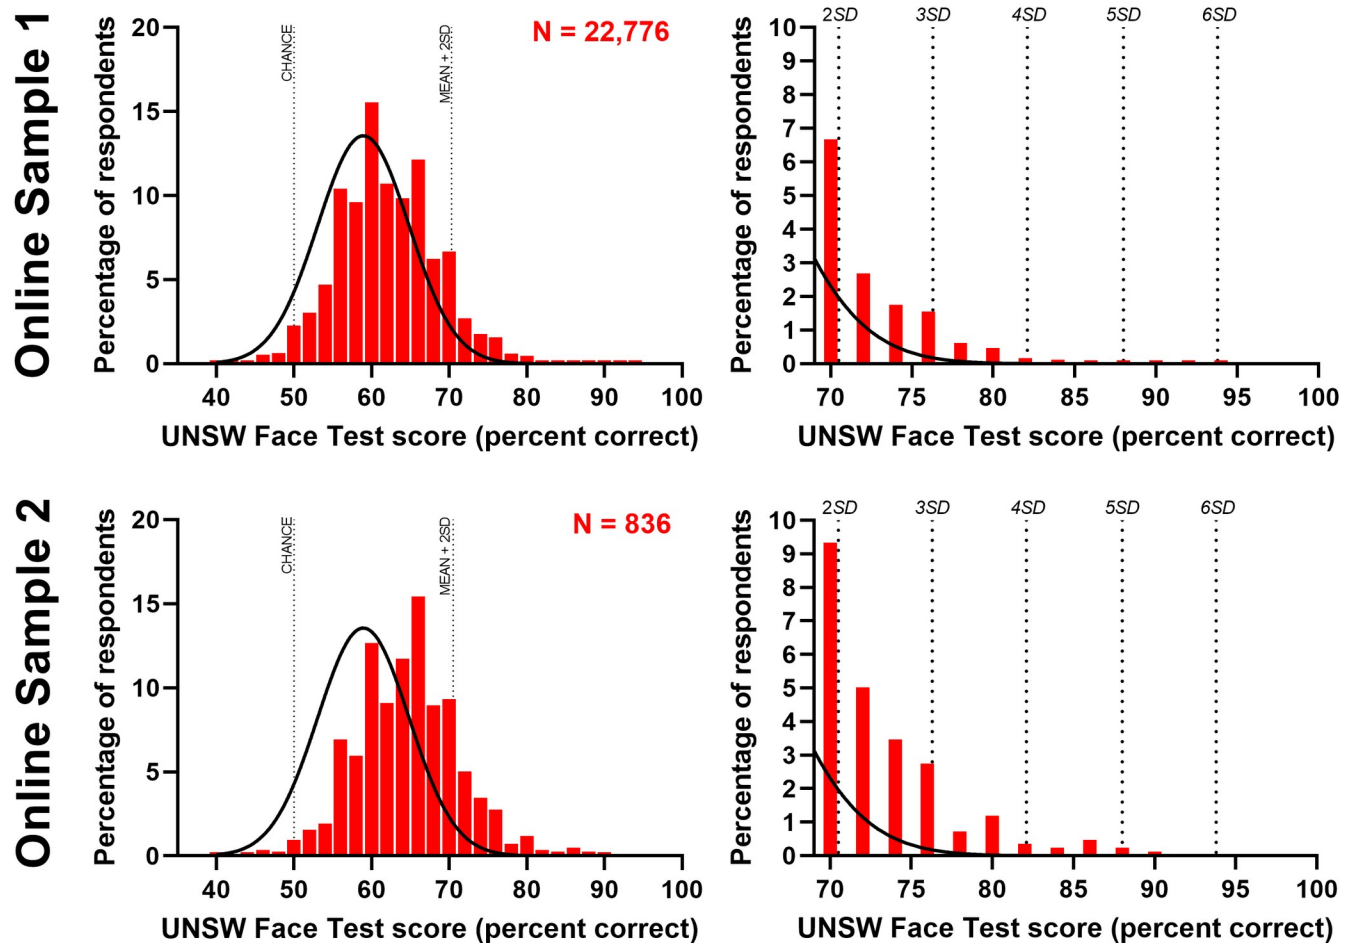 Online Sample 1
Percentage of respondents
20
15
10
5
0
CHANCE
MEAN + 2SD
N = 22,776
40 50 60 70 80 90 100
UNSW Face Test score (percent correct)
Percentage of respondents
10
9
8
7
6
5
4
3
2
1
0
2SD 3SD 4SD 5SD 6SD
70 75 80 85 90 95 100
UNSW Face Test score (percent correct)
Online Sample 2
Percentage of respondents
20
15
10
5
0
CHANCE
MEAN + 2SD
N = 836
40 50 60 70 80 90 100
UNSW Face Test score (percent correct)
Percentage of respondents
10
9
8
7
6
5
4
3
2
1
0
2SD 3SD 4SD 5SD 6SD
70 75 80 85 90 95 100
UNSW Face Test score (percent correct)